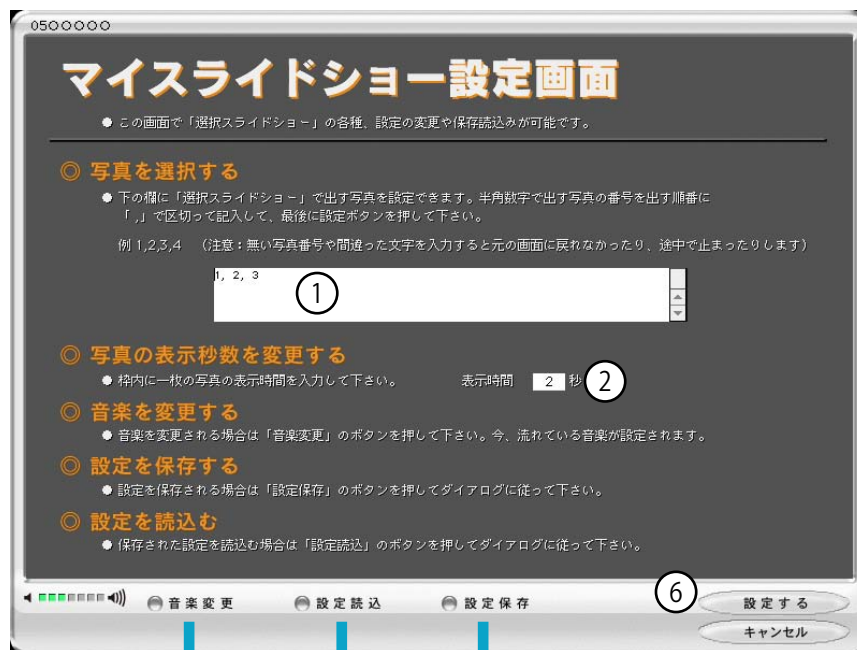 0500000
マイスライドショー設定画面
● この画面で「選択スライドショー」の各種、設定の変更や保存読込みが可能です。
◎ 写真を選択する
● 下の欄に「選択スライドショー」で出す写真を設定できます。半角数字で出す写真の番号を出す順番に
「 ,」で区切って記入して、最後に設定ボタンを押して下さい。
例 1,2,3,4 （注意：無い写真番号や間違った文字を入力すると元の画面に戻れなかったり、途中で止まったりします）
1, 2, 3
①
◎ 写真の表示秒数を変更する
● 枠内に一枚の写真の表示時間を入力して下さい。 表示時間 2 秒 ②
◎ 音楽を変更する
● 音楽を変更される場合は「音楽変更」のボタンを押して下さい。今、流れている音楽が設定されます。
◎ 設定を保存する
● 設定を保存される場合は「設定保存」のボタンを押してダイアログに従って下さい。
◎ 設定を読込む
● 保存された設定を読込む場合は「設定読込」のボタンを押してダイアログに従って下さい。
音楽変更 設定読込 設定保存 ⑥ 設定する
キャンセル